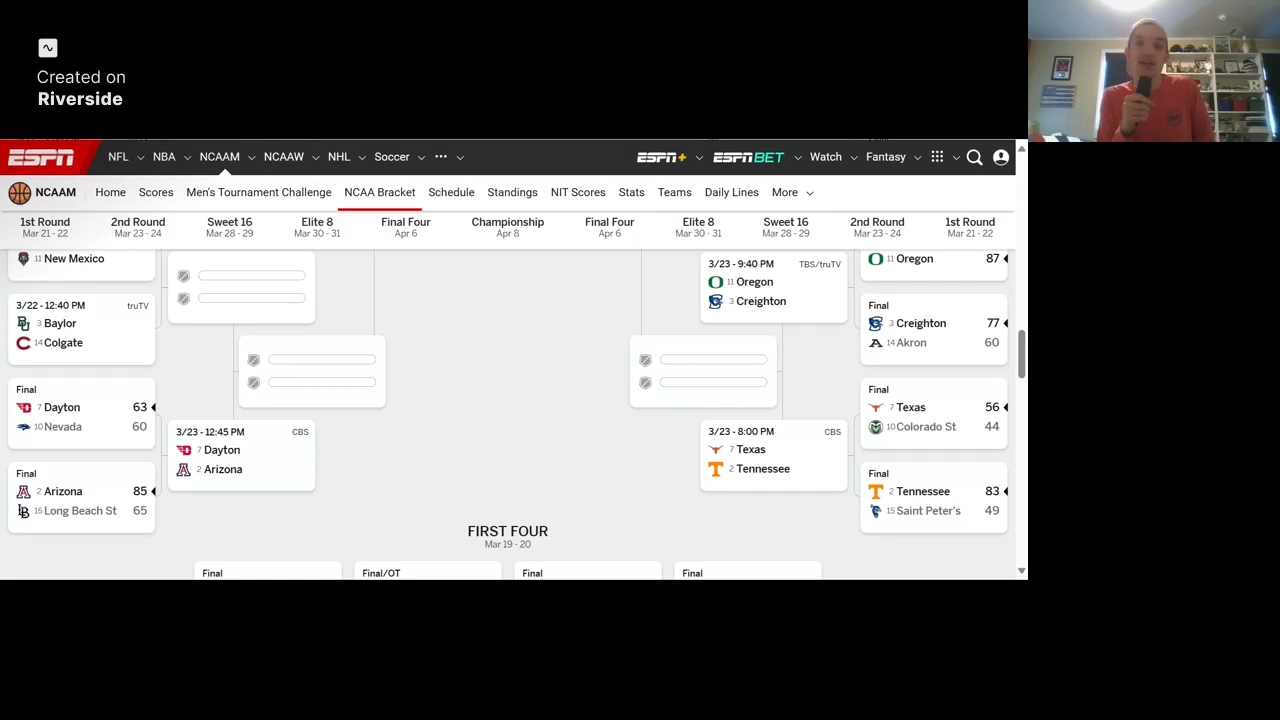 Created on
Riverside
ESPN NFL NBA NCAAM NCAAW NHL Soccer ••• ESPN+ ESPN BET Watch Fantasy
NCAAM Home Scores Men's Tournament Challenge NCAA Bracket Schedule Standings NIT Scores Stats Teams Daily Lines More
1st Round 2nd Round Sweet 16 Elite 8 Final Four Championship Final Four Elite 8 Sweet 16 2nd Round 1st Round
Mar 21 - 22 Mar 23 - 24 Mar 28 - 29 Mar 30 - 31 Apr 6 Apr 8 Apr 6 Mar 30 - 31 Mar 28 - 29 Mar 23 - 24 Mar 21 - 22
11 New Mexico
3/22 - 12:40 PM truTV
3 Baylor
14 Colgate
Final
7 Dayton 63
10 Nevada 60
Final
2 Arizona 85
15 Long Beach St 65
3/23 - 12:45 PM CBS
7 Dayton
2 Arizona
3/23 - 9:40 PM TBS/truTV
11 Oregon
3 Creighton
3/23 - 8:00 PM CBS
7 Texas
2 Tennessee
11 Oregon 87
Final
3 Creighton 77
14 Akron 60
Final
7 Texas 56
10 Colorado St 44
Final
2 Tennessee 83
15 Saint Peter's 49
FIRST FOUR
Mar 19 - 20
Final Final/OT Final Final